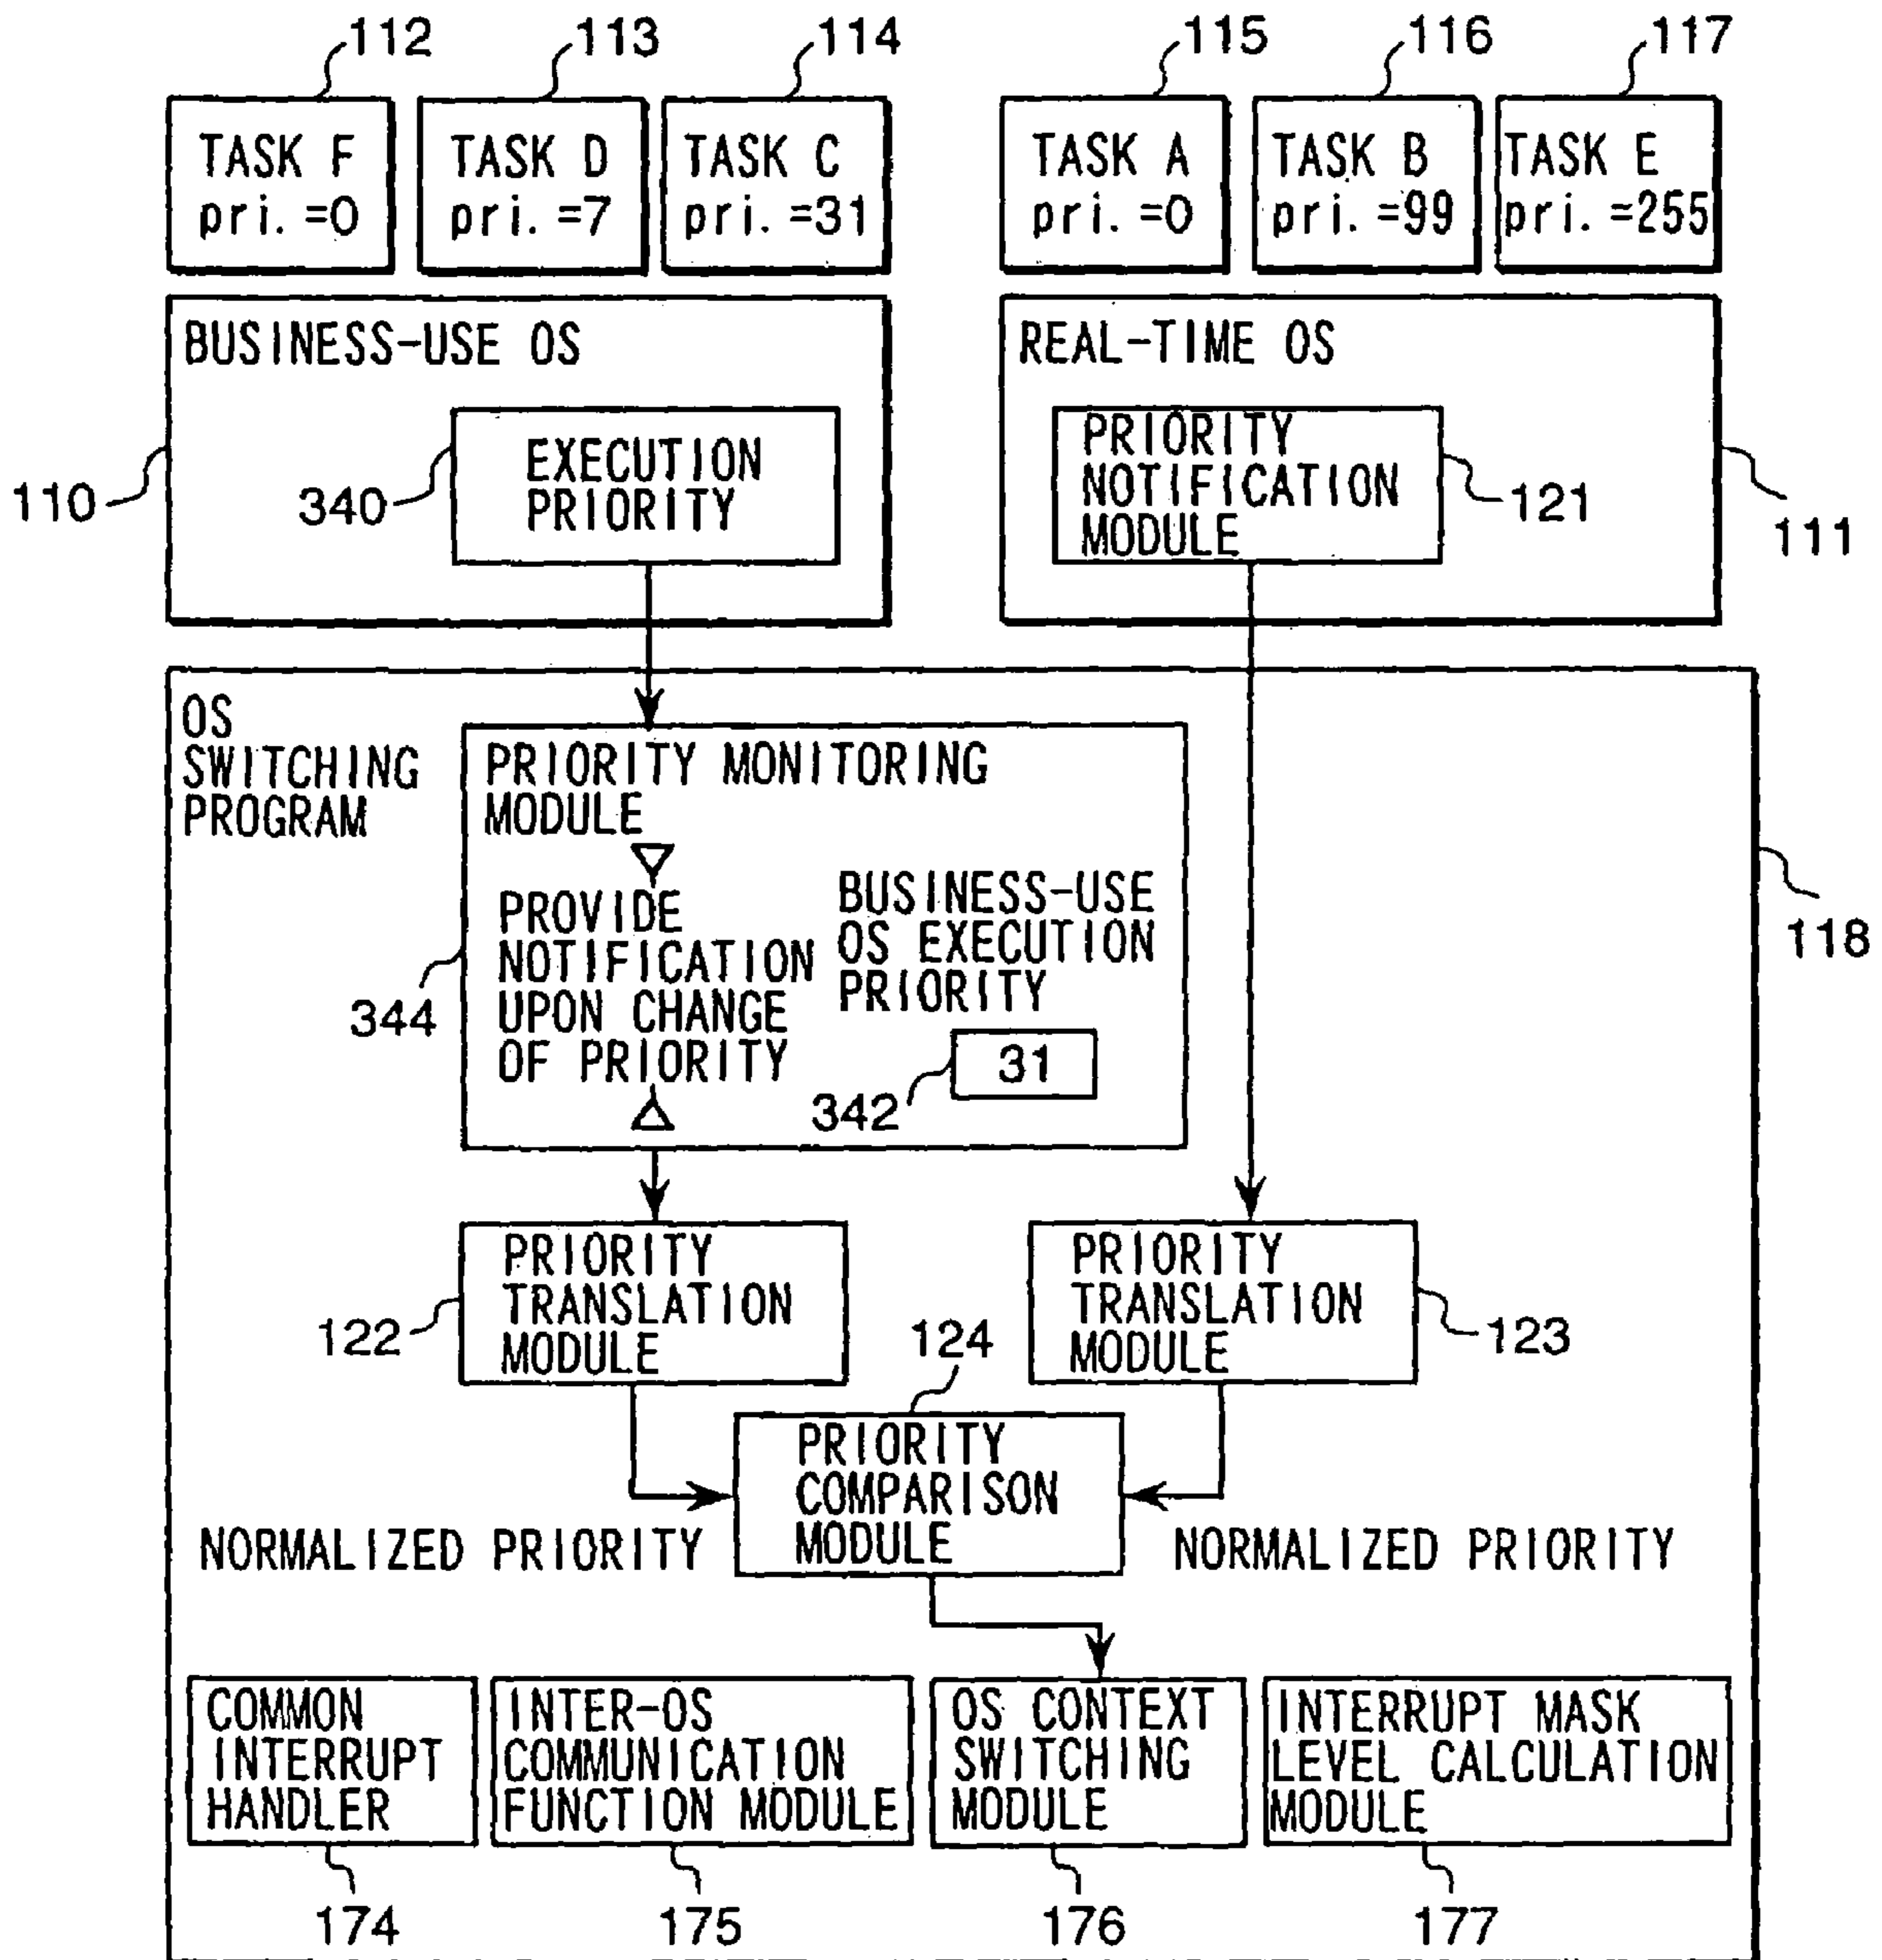 112
113
114
115
116
117
TASK F
pri. =0
TASK D
pri. =7
TASK C
pri. =31
TASK A
pri. =0
TASK B
pri. =99
TASK E
pri. =255
BUSINESS-USE OS
EXECUTION
PRIORITY
110
340
REAL-TIME OS
PRIORITY
NOTIFICATION
MODULE
121
111
OS
SWITCHING
PROGRAM
PRIORITY MONITORING
MODULE
PROVIDE
NOTIFICATION
UPON CHANGE
OF PRIORITY
BUSINESS-USE
OS EXECUTION
PRIORITY
31
344
342
118
PRIORITY
TRANSLATION
MODULE
122
PRIORITY
TRANSLATION
MODULE
123
124
PRIORITY
COMPARISON
MODULE
NORMALIZED PRIORITY
NORMALIZED PRIORITY
COMMON
INTERRUPT
HANDLER
INTER-OS
COMMUNICATION
FUNCTION MODULE
OS CONTEXT
SWITCHING
MODULE
INTERRUPT MASK
LEVEL CALCULATION
MODULE
174
175
176
177